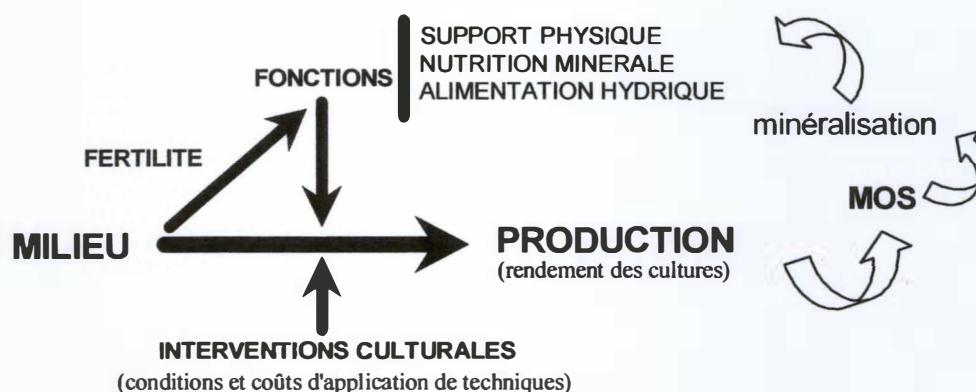 SUPPORT PHYSIQUE
FONCTIONS
NUTRITION MINERALE
ALIMENTATION HYDRIQUE
minéralisation
FERTILITE
MOS
MILIEU
PRODUCTION
(rendement des cultures)
INTERVENTIONS CULTURALES
(conditions et coûts d'application de techniques)